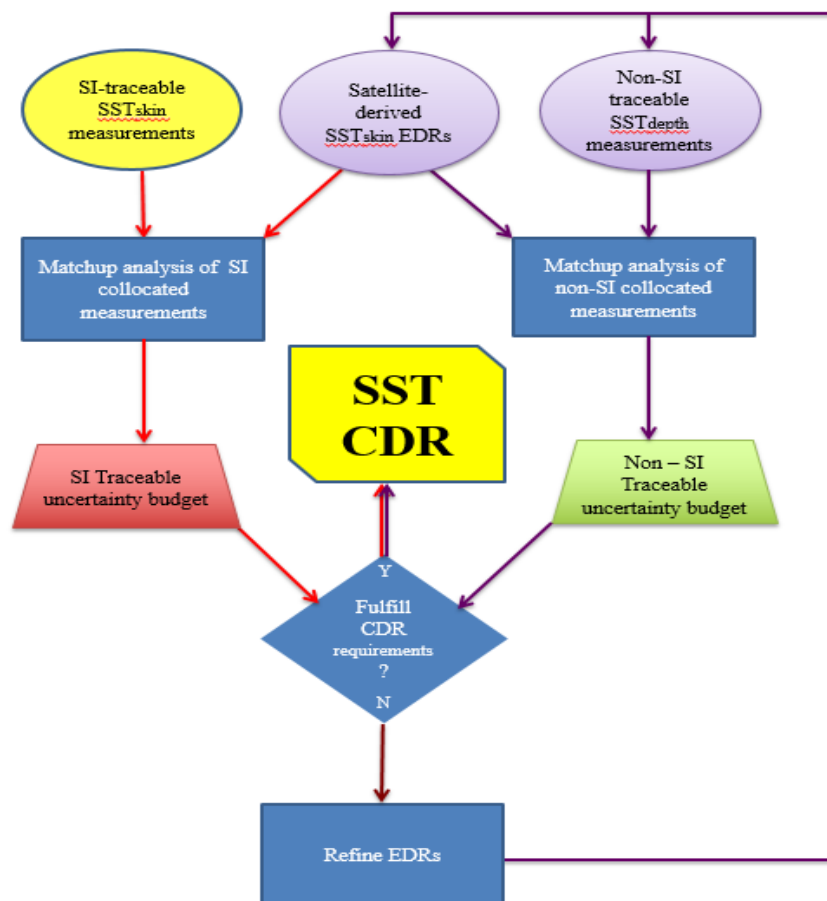 SI-traceable
SSTskin
measurements
Satellite-
derived
SSTskin EDRs
Non-SI
traceable
SSTdepth
measurements
Matchup analysis of SI
collocated
measurements
Matchup analysis of
non-SI collocated
measurements
SST
CDR
SI Traceable
uncertainty budget
Non – SI
Traceable
uncertainty budget
Y
Fulfill
CDR
requirements
?
N
Refine EDRs